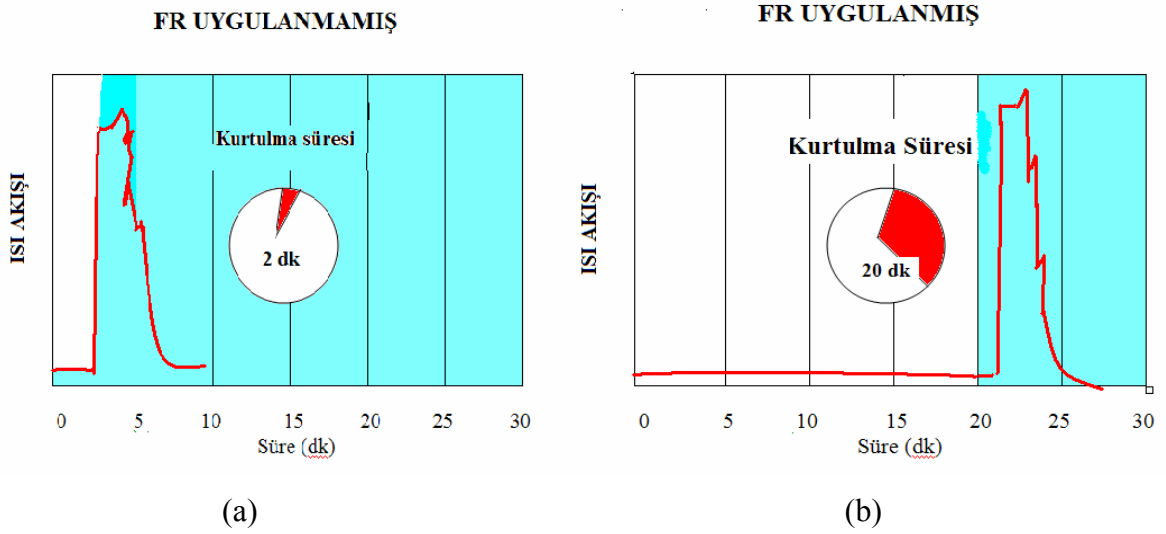 FR UYGULANMAMIŞ
ISI AKIŞI
Kurtulma süresi
2 dk
0 5 10 15 20 25 30
Süre (dk)
(a)
FR UYGULANMIŞ
ISI AKIŞI
Kurtulma Süresi
20 dk
0 5 10 15 20 25 30
Süre (dk)
(b)